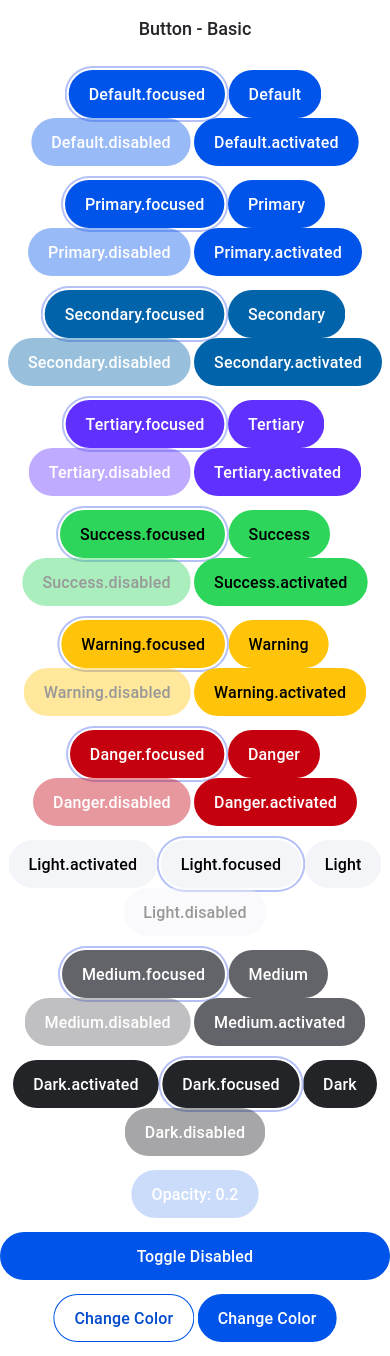 Button - Basic
Default.focused Default
Default.disabled Default.activated
Primary.focused Primary
Primary.disabled Primary.activated
Secondary.focused Secondary
Secondary.disabled Secondary.activated
Tertiary.focused Tertiary
Tertiary.disabled Tertiary.activated
Success.focused Success
Success.disabled Success.activated
Warning.focused Warning
Warning.disabled Warning.activated
Danger.focused Danger
Danger.disabled Danger.activated
Light.activated Light.focused Light
Light.disabled
Medium.focused Medium
Medium.disabled Medium.activated
Dark.activated Dark.focused Dark
Dark.disabled
Opacity: 0.2
Toggle Disabled
Change Color Change Color